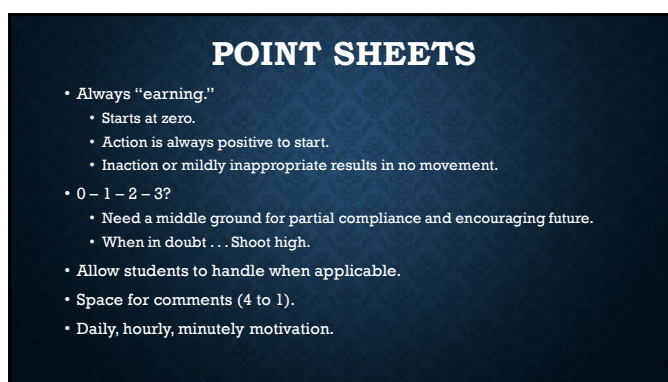 POINT SHEETS
• Always “earning.”
• Starts at zero.
• Action is always positive to start.
• Inaction or mildly inappropriate results in no movement.
• 0 – 1 – 2 – 3?
• Need a middle ground for partial compliance and encouraging future.
• When in doubt . . . Shoot high.
• Allow students to handle when applicable.
• Space for comments (4 to 1).
• Daily, hourly, minutely motivation.